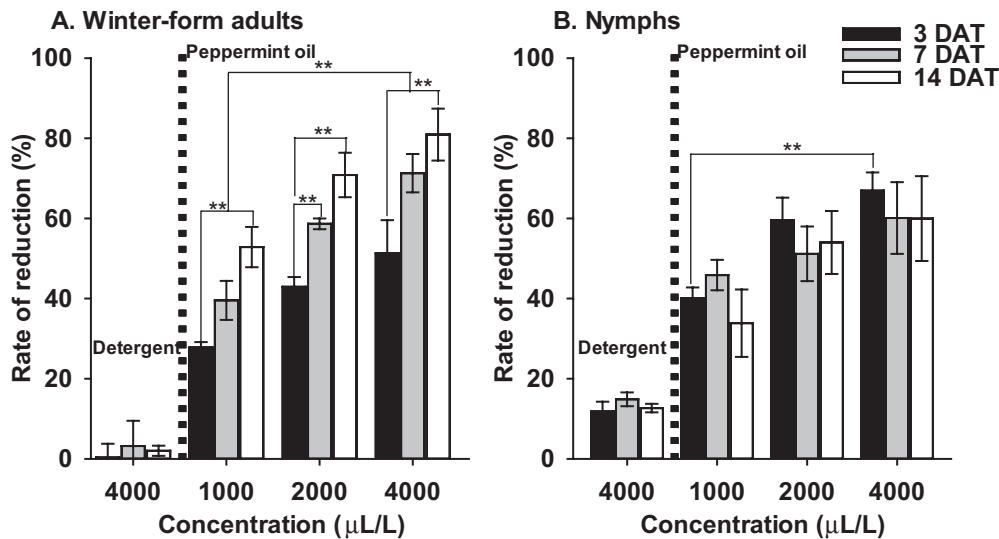 A. Winter-form adults
B. Nymphs
3 DAT
7 DAT
14 DAT
Rate of reduction (%)
100
80
60
40
20
0
Peppermint oil
Detergent
**
**
**
**
**
4000 1000 2000 4000
Concentration (μL/L)
Rate of reduction (%)
100
80
60
40
20
0
Peppermint oil
Detergent
**
4000 1000 2000 4000
Concentration (μL/L)